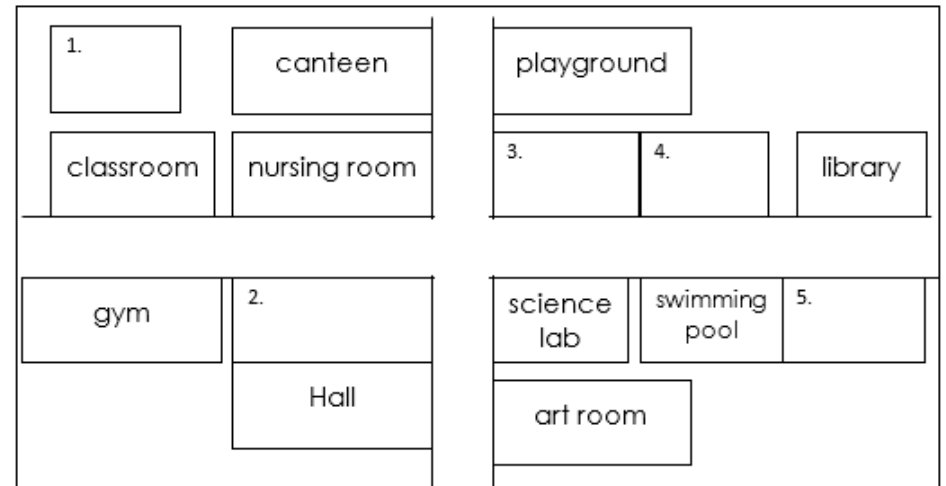 1.
canteen
playground
classroom
nursing room
3.
4.
library
gym
2.
science
lab
swimming
pool
5.
Hall
art room